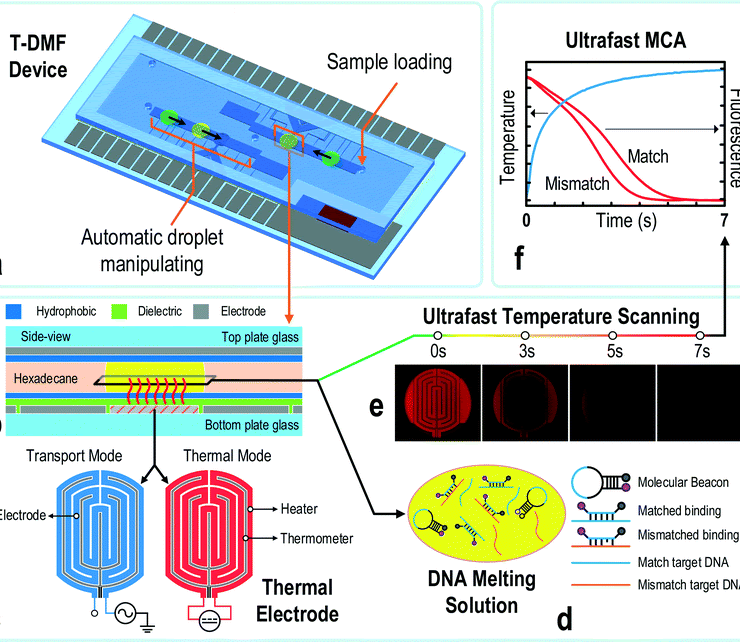 T-DMF
Device
Sample loading
Automatic droplet
manipulating
Ultrafast MCA
Temperature
Fluorescence
Match
Mismatch
0
Time (s)
7
f
Hydrophobic
Dielectric
Electrode
Side-view
Top plate glass
Hexadecane
Bottom plate glass
Ultrafast Temperature Scanning
0s
3s
5s
7s
e
Transport Mode
Thermal Mode
Electrode
Heater
Thermometer
Thermal
Electrode
DNA Melting
Solution
d
Molecular Beacon
Matched binding
Mismatched binding
Match target DNA
Mismatch target DNA